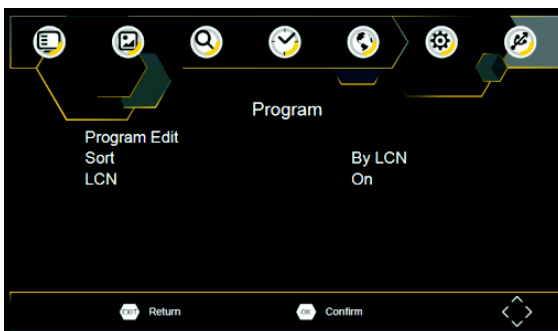 Program
Program Edit
Sort By LCN
LCN On
EXIT Return OK Confirm